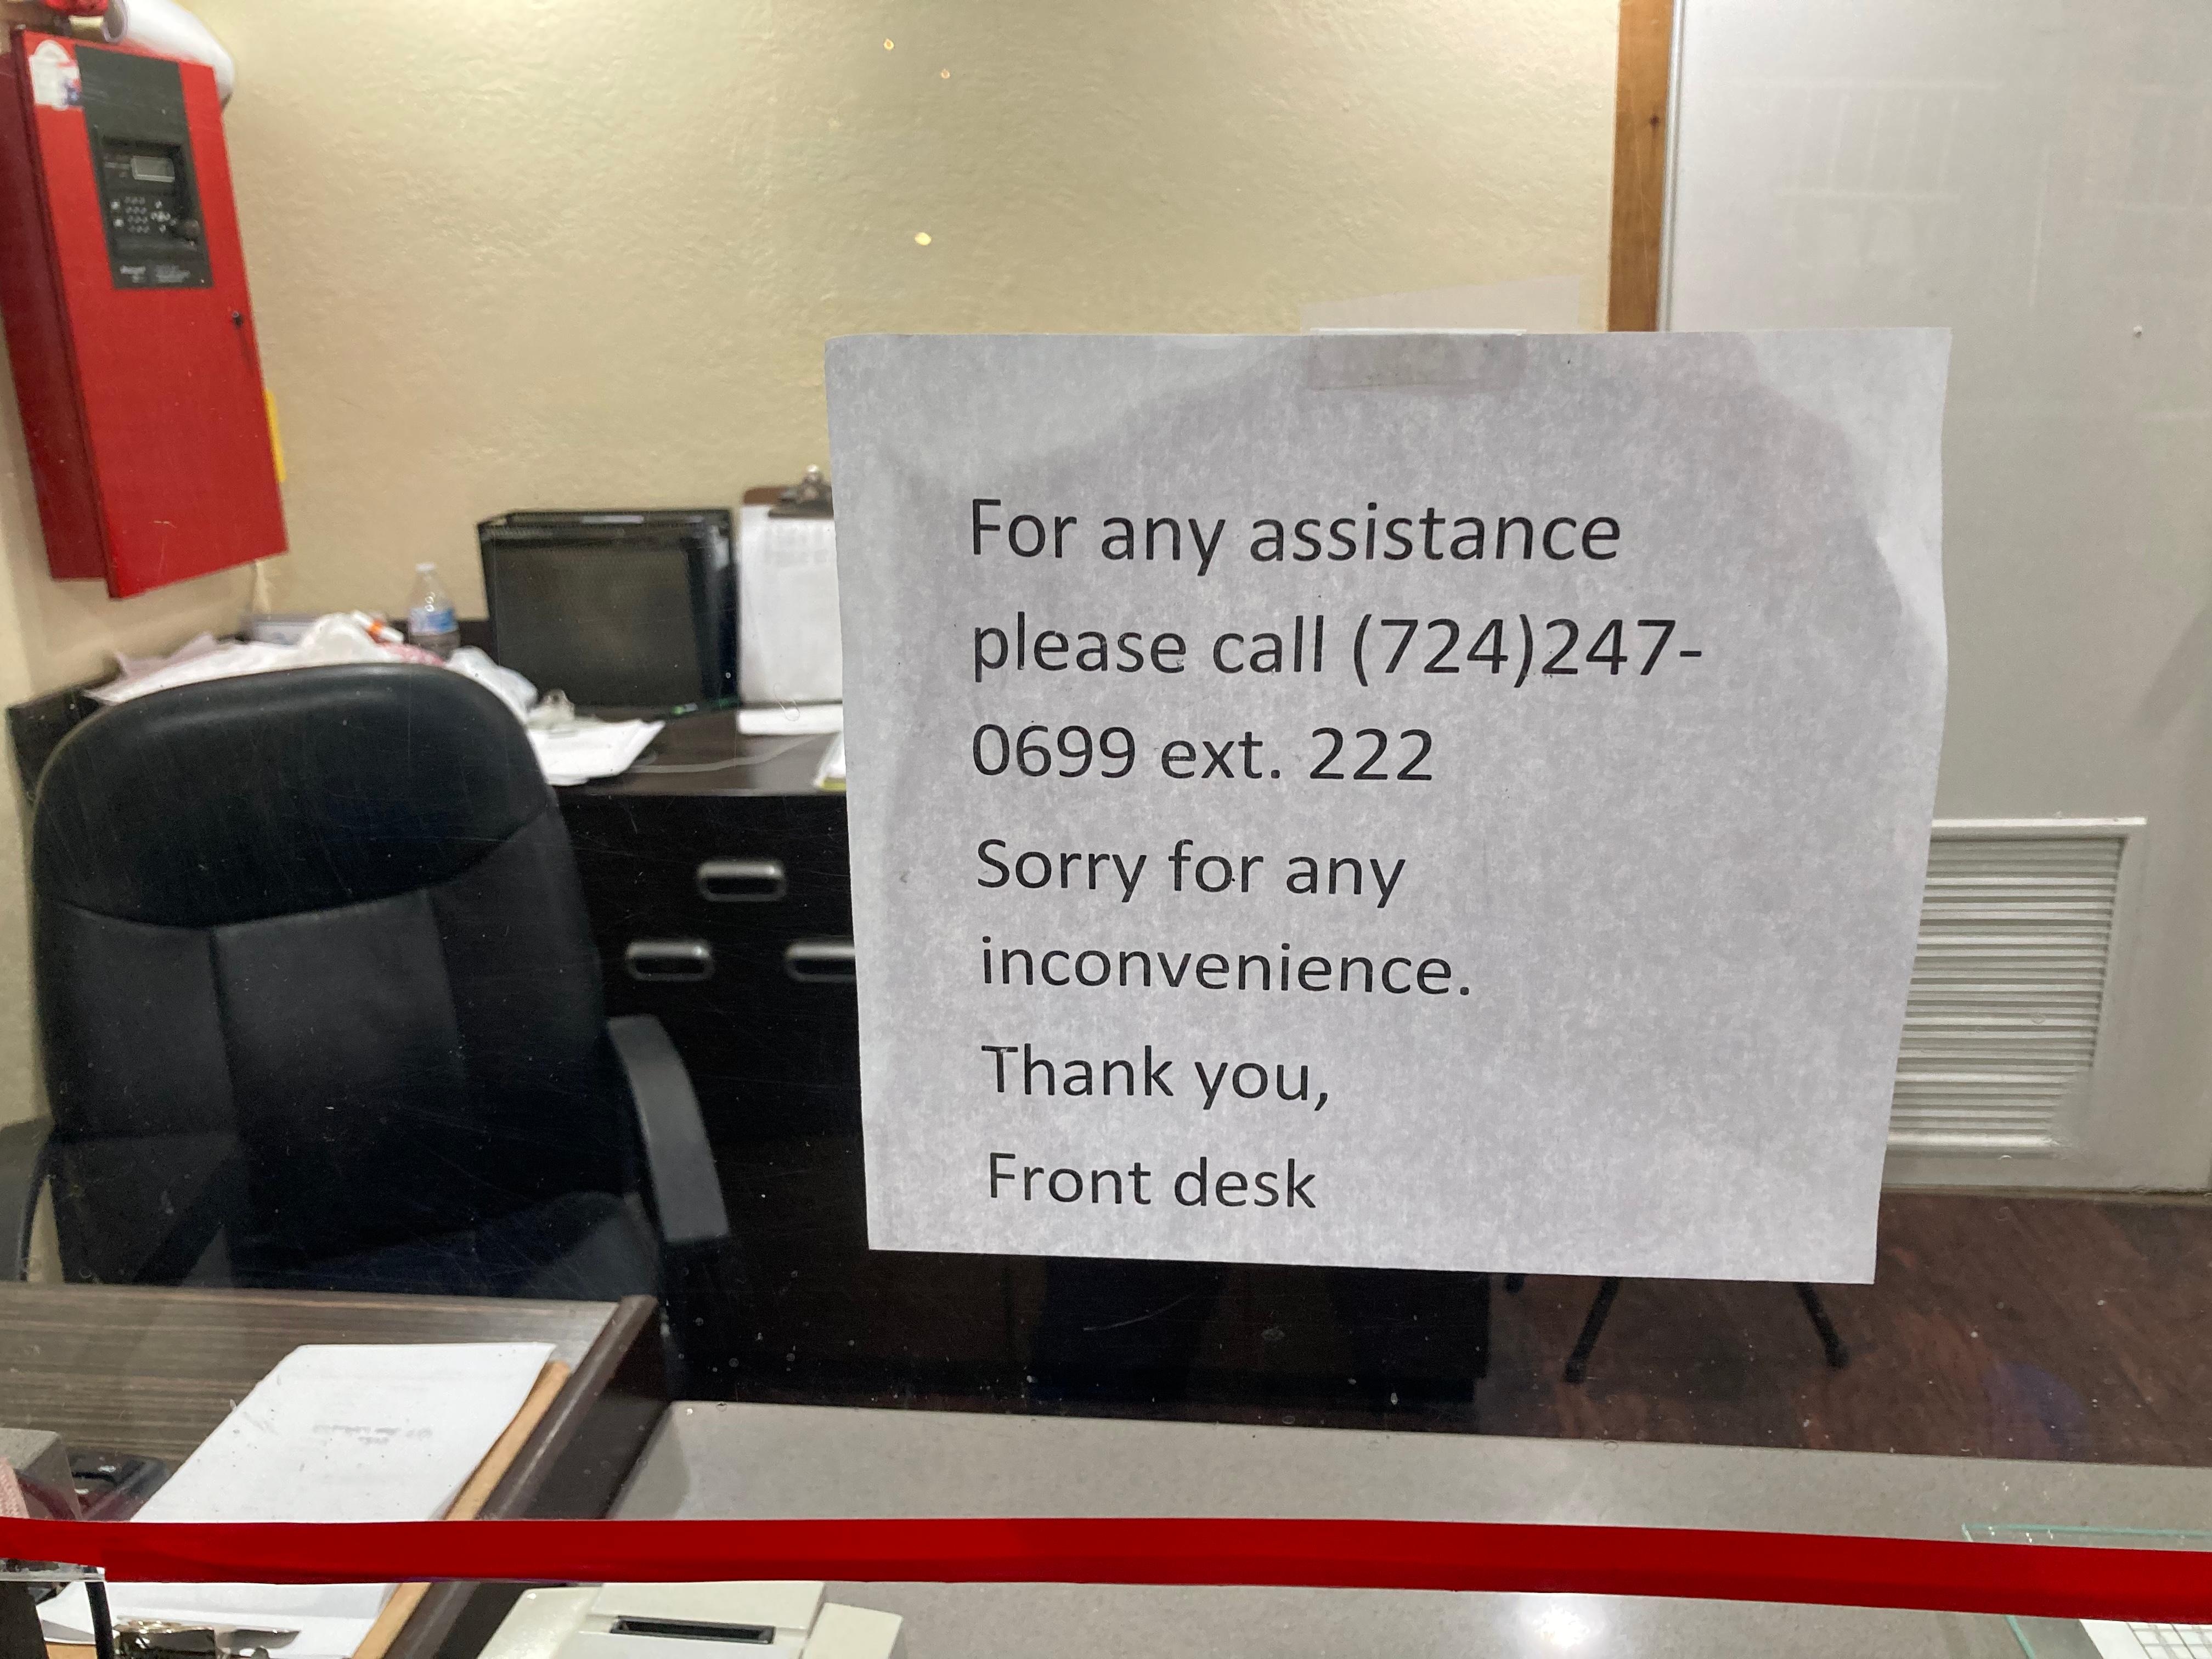 For any assistance
please call (724)247-
0699 ext. 222
Sorry for any
inconvenience.
Thank you,
Front desk